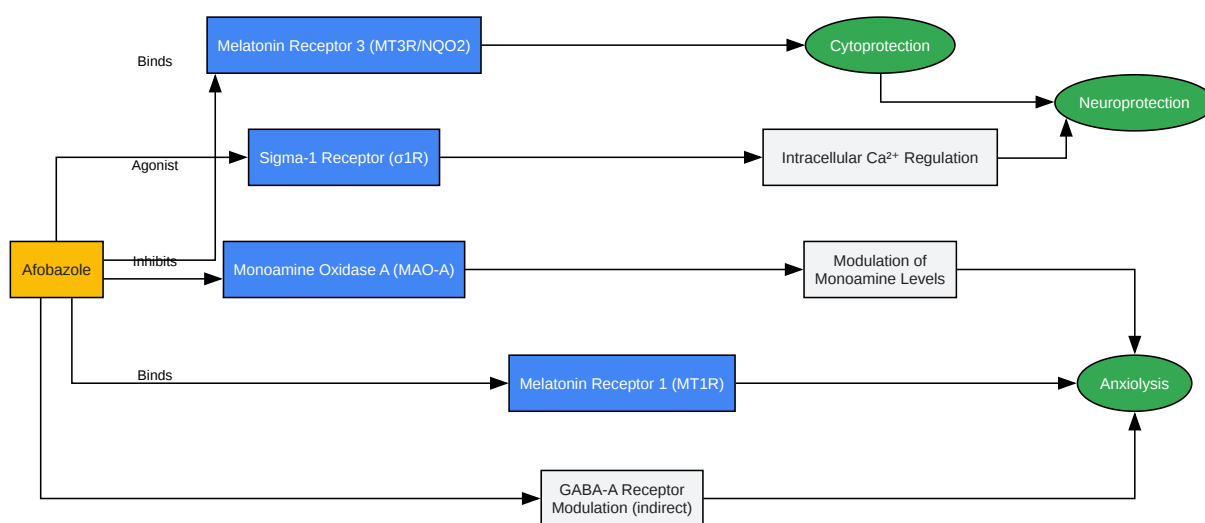 Melatonin Receptor 3 (MT3R/NQO2)
Cytoprotection
Binds
Neuroprotection
Sigma-1 Receptor (σ1R)
Intracellular Ca²⁺ Regulation
Agonist
Afobazole
Inhibits
Monoamine Oxidase A (MAO-A)
Modulation of
Monoamine Levels
Binds
Melatonin Receptor 1 (MT1R)
Anxiolysis
GABA-A Receptor
Modulation (indirect)